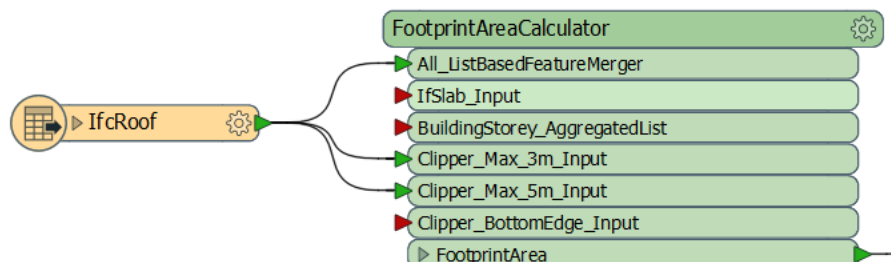 FootprintAreaCalculator
All_ListBasedFeatureMerger
IfSlab_Input
IfcRoof
BuildingStorey_AggregatedList
Clipper_Max_3m_Input
Clipper_Max_5m_Input
Clipper_BottomEdge_Input
FootprintArea